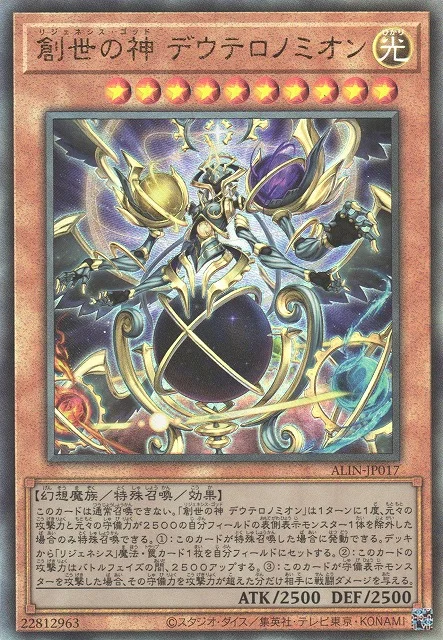 リジェネシス・ゴッド
創世の神 デウテロノミオン
ひかり
光
ALIN-JP017
【幻想魔族／特殊召喚／効果】
このカードは通常召喚できない。「創世の神 デウテロノミオン」は1ターンに1度、元々の
攻撃力と元々の守備力が2500の自分フィールドの表側表示モンスター1体を除外し
た場合のみ特殊召喚できる。①：このカードが特殊召喚した場合に発動できる。デッキ
から「リジェネシス」魔法・罠カード1枚を自分フィールドにセットする。②：このカードの
攻撃力はバトルフェイズの間、2500アップする。③：このカードが守備表示モンス
ターを攻撃した場合、その守備力を攻撃力が超えた分だけ相手に戦闘ダメージを与える。
ATK/2500 DEF/2500
22812963 ©スタジオ・ダイス／集英社・テレビ東京・KONAMI